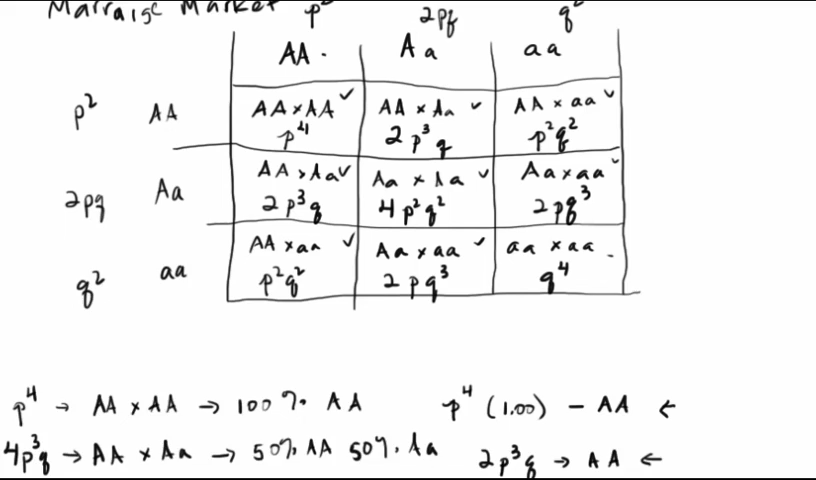 Marraige Market p²
2pq q²
AA . Aa aa
p² AA AA × AA ✓ AA × Aa ✓ AA × aa ✓
p⁴ 2p³q p²q²
2pq Aa AA × Aa ✓ Aa × Aa ✓ Aa × aa ✓
2p³q 4p²q² 2pq³
q² aa AA × aa ✓ Aa × aa ✓ aa × aa .
p²q² 2pq³ q⁴
p⁴ → AA × AA → 100%. AA p⁴ (1.00) – AA ←
4p³q → AA × Aa → 50% AA 50%. Aa 2p³q → AA ←